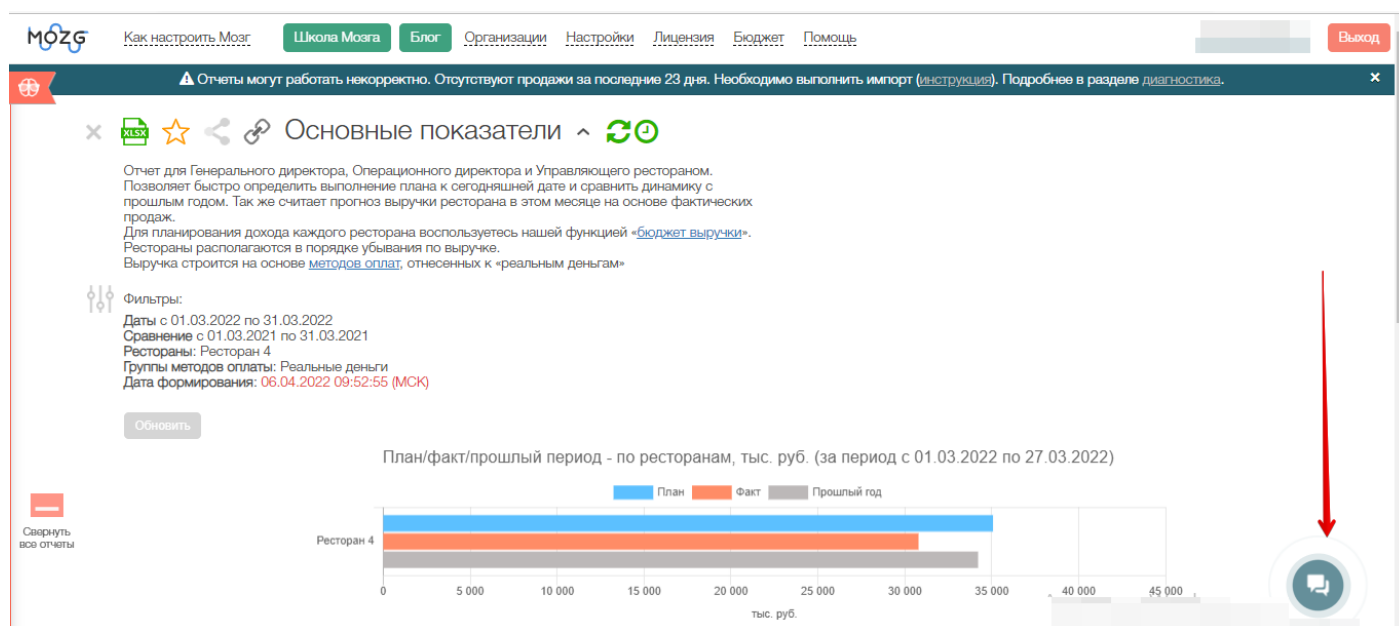 MOZG Как настроить Мозг Школа Мозга Блог Организации Настройки Лицензия Бюджет Помощь Выход
Отчеты могут работать некорректно. Отсутствуют продажи за последние 23 дня. Необходимо выполнить импорт (инструкция). Подробнее в разделе диагностика. ×
XLSX Основные показатели
Отчет для Генерального директора, Операционного директора и Управляющего рестораном.
Позволяет быстро определить выполнение плана к сегодняшней дате и сравнить динамику с
прошлым годом. Так же считает прогноз выручки ресторана в этом месяце на основе фактических
продаж.
Для планирования дохода каждого ресторана воспользуетесь нашей функцией «бюджет выручки».
Рестораны располагаются в порядке убывания по выручке.
Выручка строится на основе методов оплат, отнесенных к «реальным деньгам»
Фильтры:
Даты с 01.03.2022 по 31.03.2022
Сравнение с 01.03.2021 по 31.03.2021
Рестораны: Ресторан 4
Группы методов оплаты: Реальные деньги
Дата формирования: 06.04.2022 09:52:55 (МСК)
Обновить
План/факт/прошлый период - по ресторанам, тыс. руб. (за период с 01.03.2022 по 27.03.2022)
План Факт Прошлый год
Свернуть
все отчеты
Ресторан 4
0 5 000 10 000 15 000 20 000 25 000 30 000 35 000 40 000 45 000
тыс. руб.